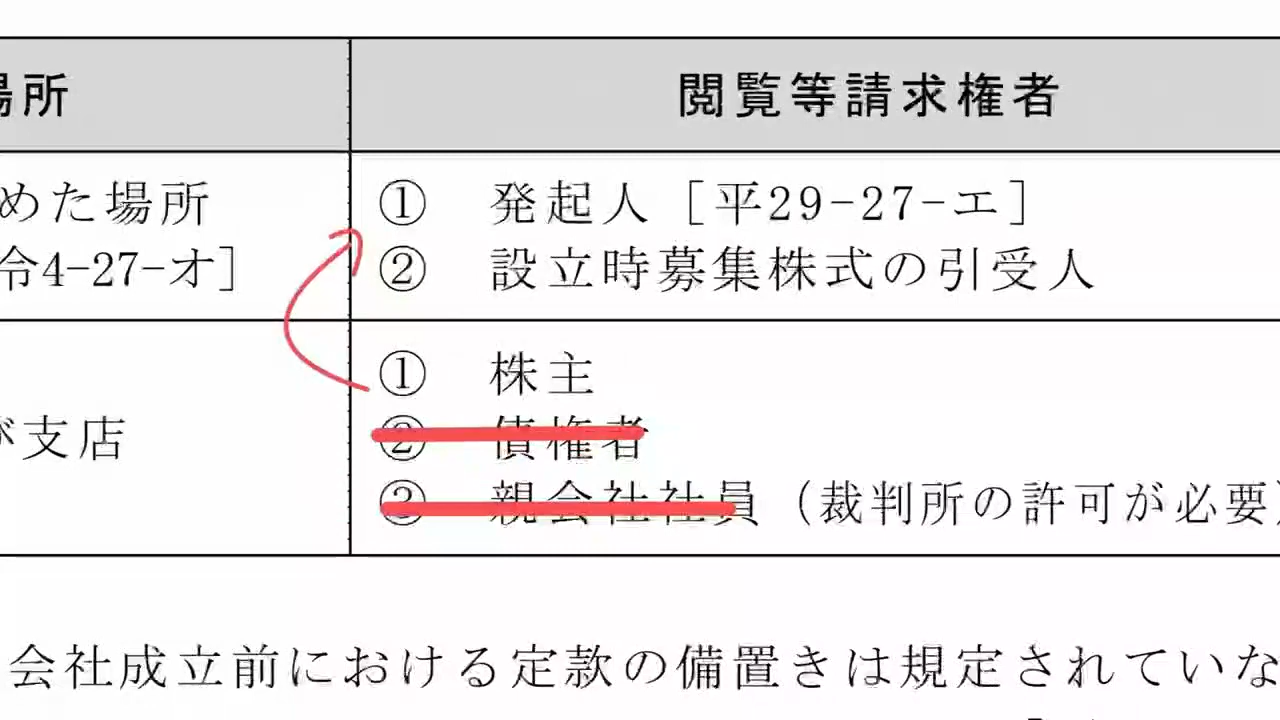 場所
閲覧等請求権者
めた場所
令4-27-オ］
① 発起人［平29-27-エ］
② 設立時募集株式の引受人
び支店
① 株主
② 債権者
③ 親会社社員（裁判所の許可が必要）
会社成立前における定款の備置きは規定されていな